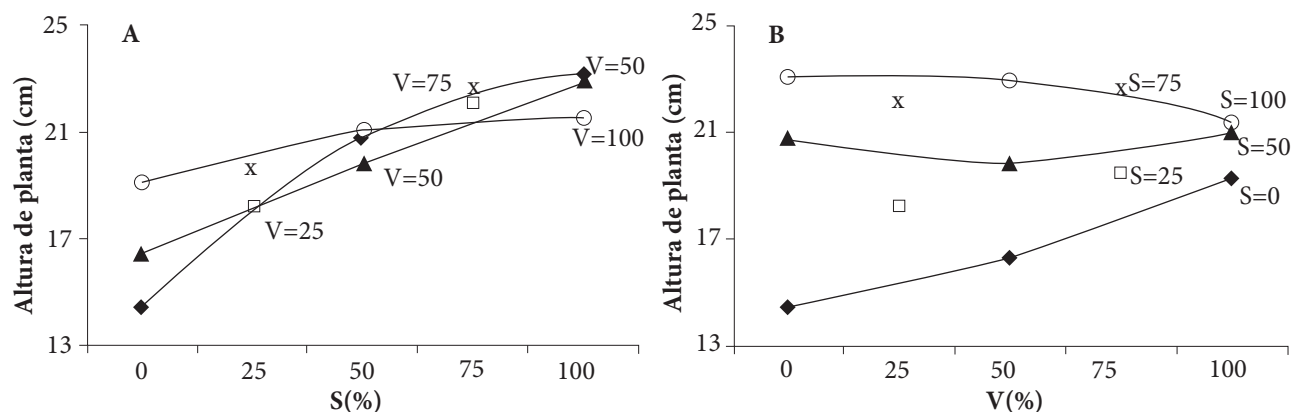 A
Altura de planta (cm)
25
21
17
13
V=75
V=50
V=100
V=50
V=25
x
x
0 25 50 75 100
S(%)
B
Altura de planta (cm)
25
21
17
13
x
x
S=75
S=100
S=50
S=25
S=0
0 25 50 75 100
V(%)